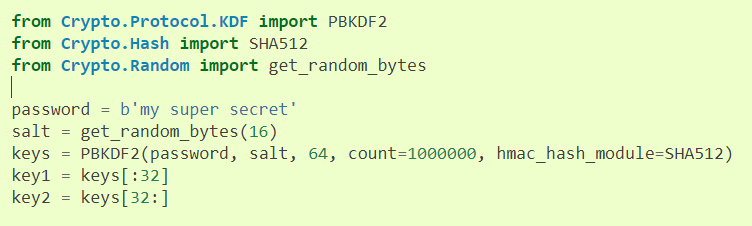 from Crypto.Protocol.KDF import PBKDF2
from Crypto.Hash import SHA512
from Crypto.Random import get_random_bytes
password = b'my super secret'
salt = get_random_bytes(16)
keys = PBKDF2(password, salt, 64, count=1000000, hmac_hash_module=SHA512)
key1 = keys[:32]
key2 = keys[32:]